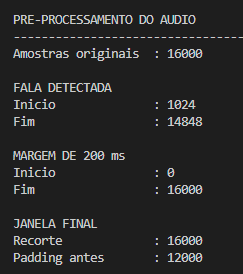 PRE-PROCESSAMENTO DO AUDIO
----------------------------------
Amostras originais : 16000
FALA DETECTADA
Inicio : 1024
Fim : 14848
MARGEM DE 200 ms
Inicio : 0
Fim : 16000
JANELA FINAL
Recorte : 16000
Padding antes : 12000